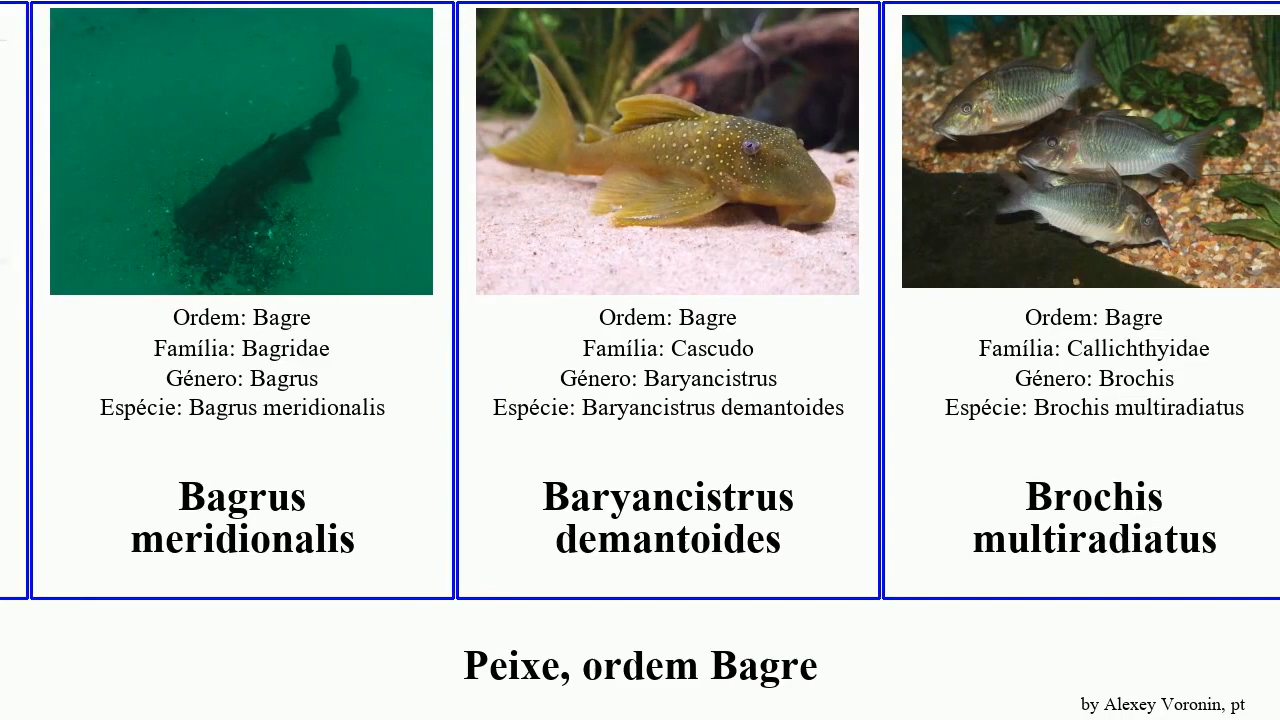 Ordem: Bagre
Família: Bagridae
Género: Bagrus
Espécie: Bagrus meridionalis
Bagrus
meridionalis
Ordem: Bagre
Família: Cascudo
Género: Baryancistrus
Espécie: Baryancistrus demantoides
Baryancistrus
demantoides
Ordem: Bagre
Família: Callichthyidae
Género: Brochis
Espécie: Brochis multiradiatus
Brochis
multiradiatus
Peixe, ordem Bagre
by Alexey Voronin, pt